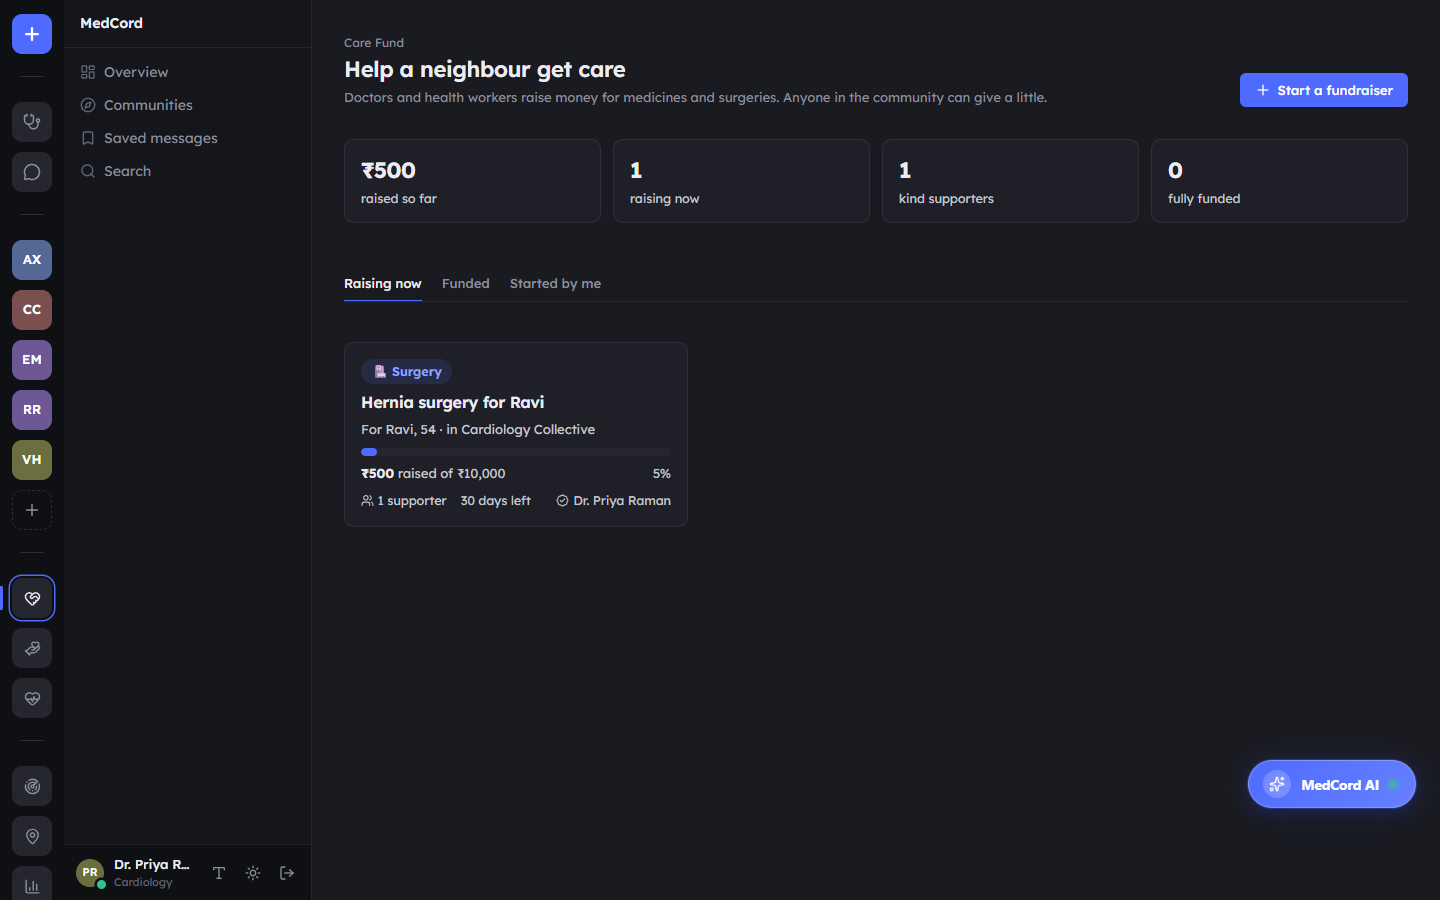 MedCord
Overview
Communities
Saved messages
Search
AX
CC
EM
RR
VH
PR
Dr. Priya R...
Cardiology
Care Fund
Help a neighbour get care
Doctors and health workers raise money for medicines and surgeries. Anyone in the community can give a little.
Start a fundraiser
₹500
raised so far
1
raising now
1
kind supporters
0
fully funded
Raising now
Funded
Started by me
Surgery
Hernia surgery for Ravi
For Ravi, 54 · in Cardiology Collective
₹500 raised of ₹10,000
5%
1 supporter
30 days left
Dr. Priya Raman
MedCord AI